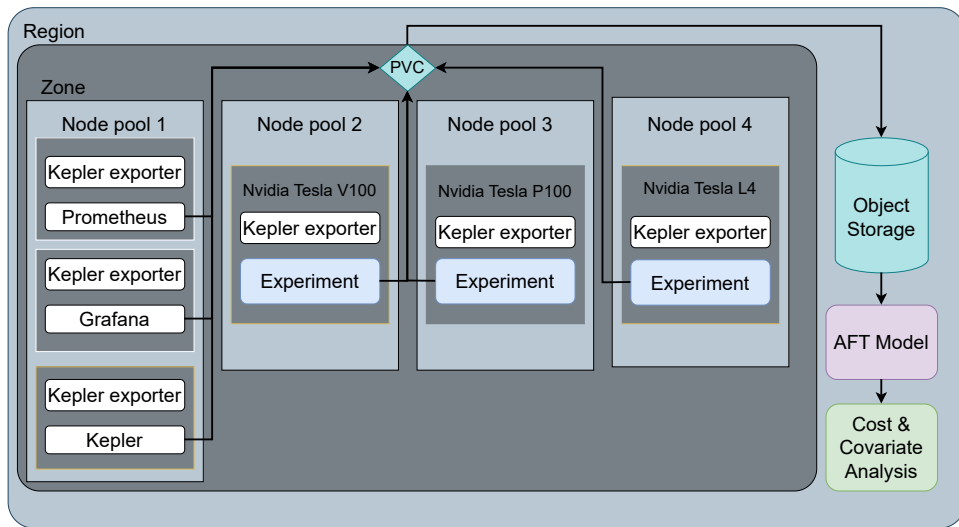 Region
PVC
Zone
Node pool 1
Kepler exporter
Prometheus
Kepler exporter
Grafana
Kepler exporter
Kepler
Node pool 2
Nvidia Tesla V100
Kepler exporter
Experiment
Node pool 3
Nvidia Tesla P100
Kepler exporter
Experiment
Node pool 4
Nvidia Tesla L4
Kepler exporter
Experiment
Object
Storage
AFT Model
Cost &
Covariate
Analysis